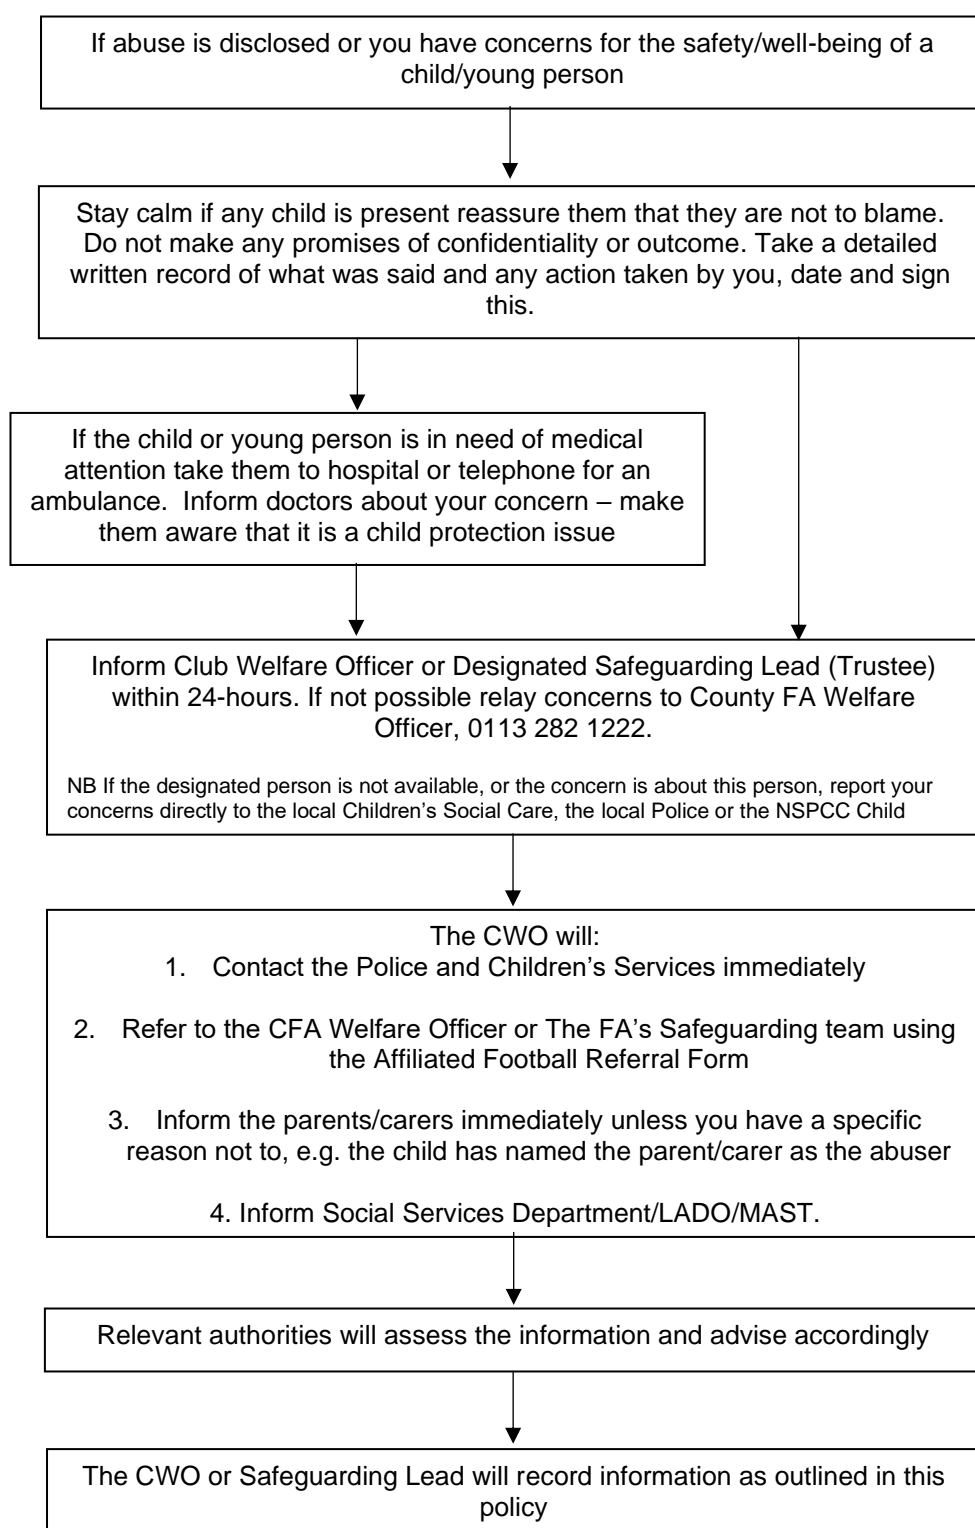 If abuse is disclosed or you have concerns for the safety/well-being of a
child/young person
Stay calm if any child is present reassure them that they are not to blame.
Do not make any promises of confidentiality or outcome. Take a detailed
written record of what was said and any action taken by you, date and sign
this.
If the child or young person is in need of medical
attention take them to hospital or telephone for an
ambulance.  Inform doctors about your concern – make
them aware that it is a child protection issue
Inform Club Welfare Officer or Designated Safeguarding Lead (Trustee)
within 24-hours. If not possible relay concerns to County FA Welfare
Officer, 0113 282 1222.
NB If the designated person is not available, or the concern is about this person, report your
concerns directly to the local Children’s Social Care, the local Police or the NSPCC Child
The CWO will:
1. Contact the Police and Children’s Services immediately
2. Refer to the CFA Welfare Officer or The FA’s Safeguarding team using
the Affiliated Football Referral Form
3. Inform the parents/carers immediately unless you have a specific
reason not to, e.g. the child has named the parent/carer as the abuser
4. Inform Social Services Department/LADO/MAST.
Relevant authorities will assess the information and advise accordingly
The CWO or Safeguarding Lead will record information as outlined in this
policy